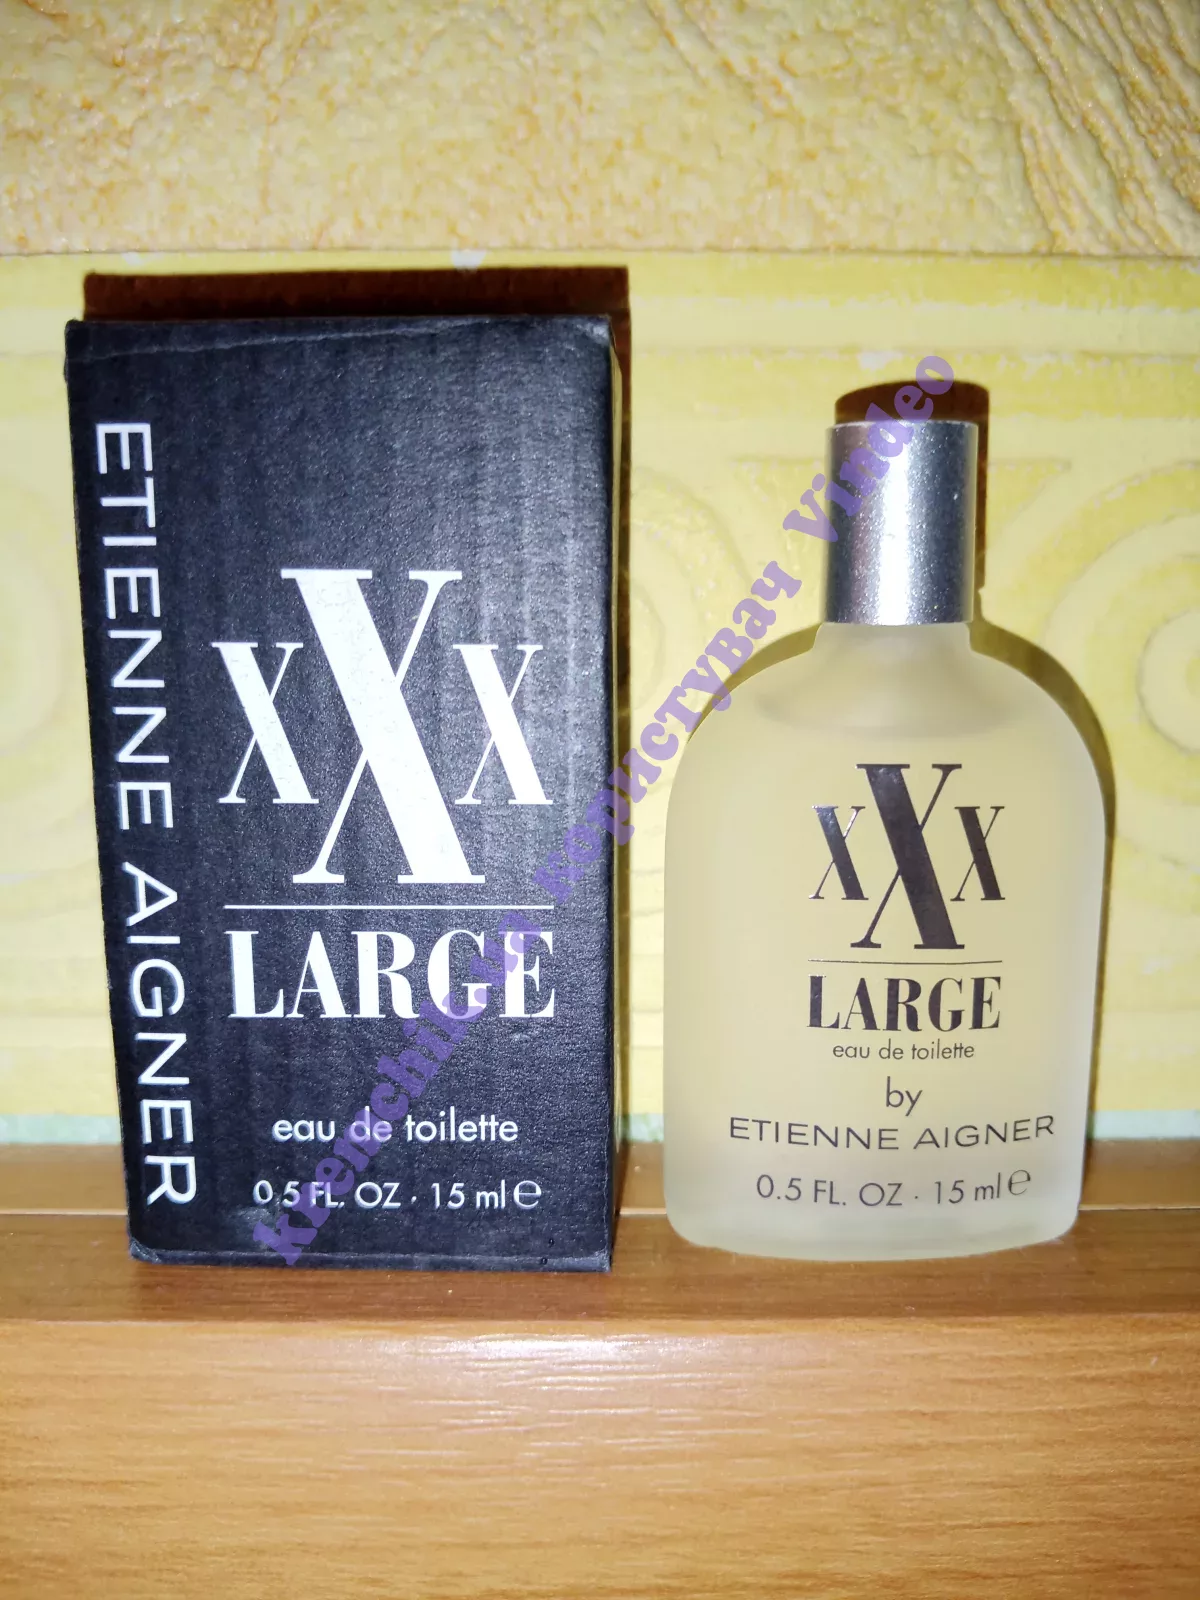 ETIENNE AIGNER
XXX
LARGE
eau de toilette
0.5 FL. OZ · 15 ml ℮
XXX
LARGE
eau de toilette
by
ETIENNE AIGNER
0.5 FL. OZ · 15 ml ℮
користувач Vindeo